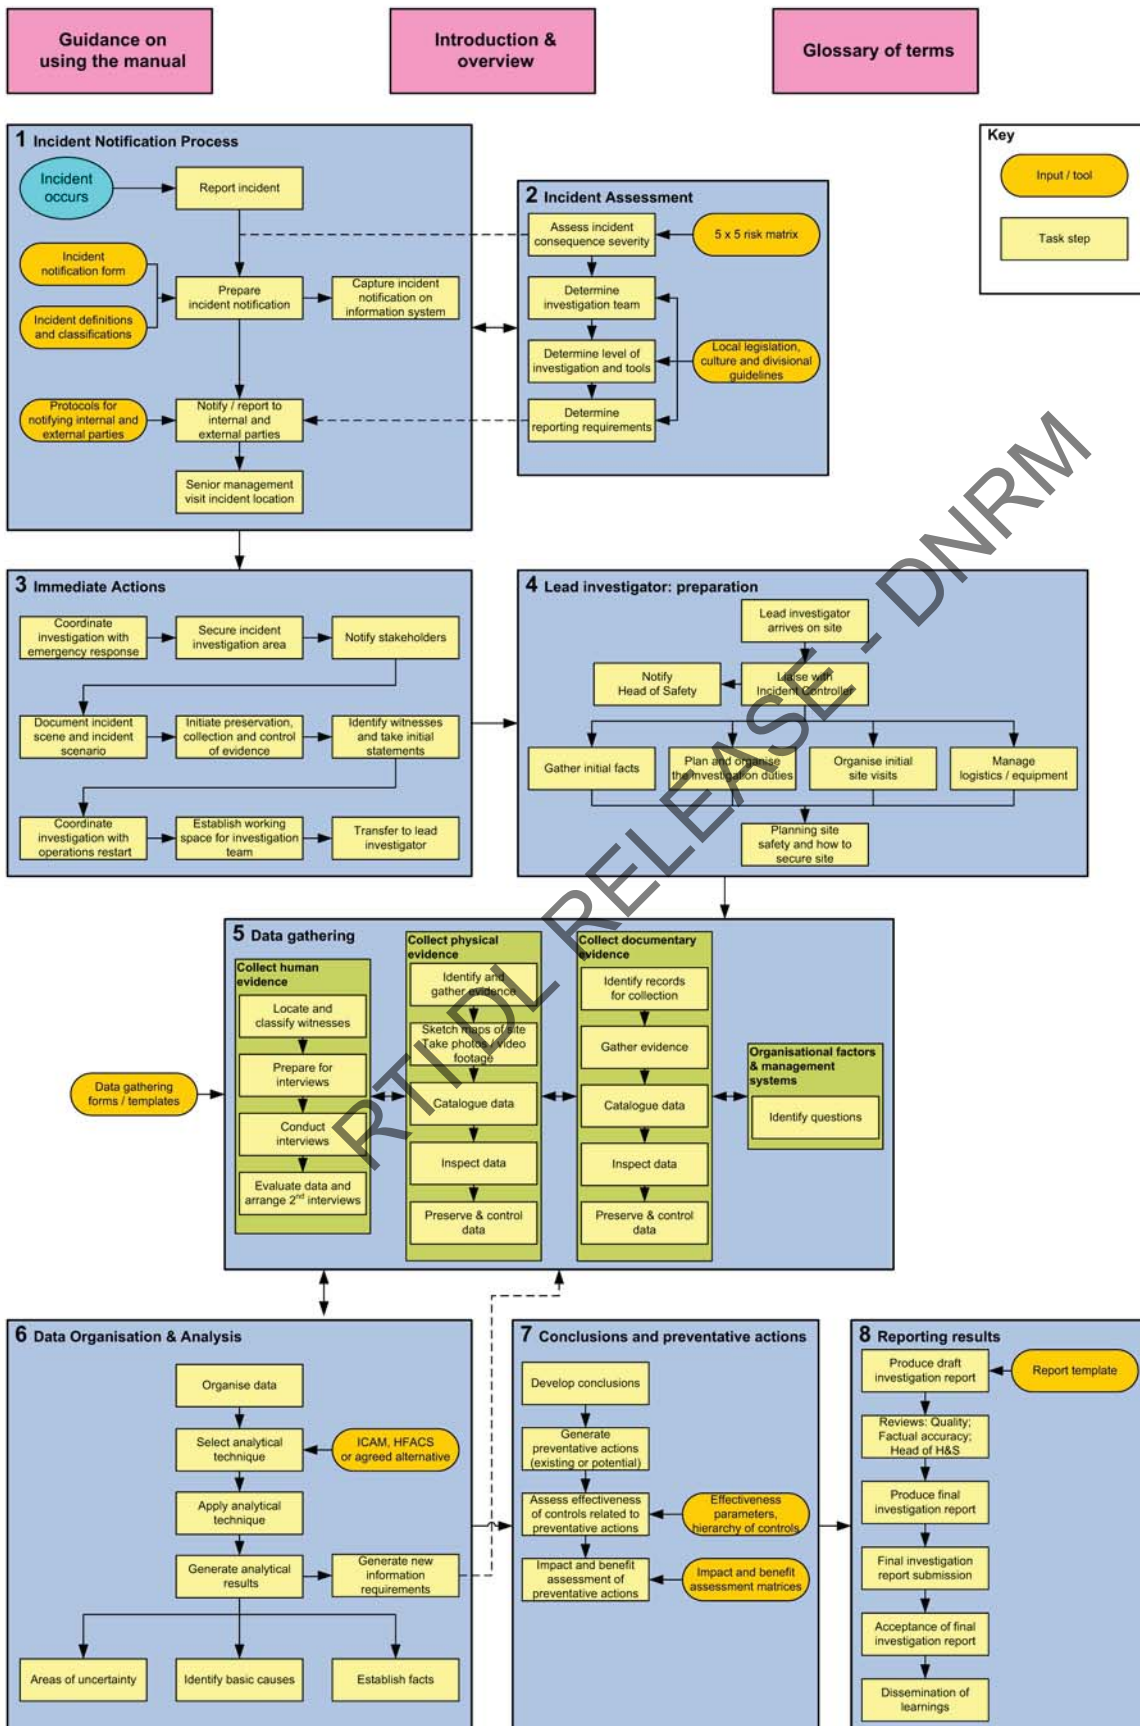 Guidance on
using the manual
Introduction &
overview
Glossary of terms
1 Incident Notification Process
Incident
occurs
Report incident
Incident
notification form
Incident definitions
and classifications
Prepare
incident notification
Capture incident
notification on
information system
Protocols for
notifying internal and
external parties
Notify / report to
internal and
external parties
Senior management
visit incident location
2 Incident Assessment
Assess incident
consequence severity
5 x 5 risk matrix
Determine
investigation team
Determine level of
investigation and tools
Local legislation,
culture and divisional
guidelines
Determine
reporting requirements
Key
Input / tool
Task step
3 Immediate Actions
Coordinate
investigation with
emergency response
Secure incident
investigation area
Notify stakeholders
Document incident
scene and incident
scenario
Initiate preservation,
collection and control
of evidence
Identify witnesses
and take initial
statements
Coordinate
investigation with
operations restart
Establish working
space for investigation
team
Transfer to lead
investigator
4 Lead investigator: preparation
Lead investigator
arrives on site
Notify
Head of Safety
Liaise with
Incident Controller
Gather initial facts
Plan and organise
the investigation duties
Organise initial
site visits
Manage
logistics / equipment
Planning site
safety and how to
secure site
5 Data gathering
Data gathering
forms / templates
Collect human
evidence
Locate and
classify witnesses
Prepare for
interviews
Conduct
interviews
Evaluate data and
arrange 2nd interviews
Collect physical
evidence
Identify and
gather evidence
Sketch maps of site
Take photos / video
footage
Catalogue data
Inspect data
Preserve & control
data
Collect documentary
evidence
Identify records
for collection
Gather evidence
Catalogue data
Inspect data
Preserve & control
data
Organisational factors
& management
systems
Identify questions
6 Data Organisation & Analysis
Organise data
Select analytical
technique
ICAM, HFACS
or agreed alternative
Apply analytical
technique
Generate analytical
results
Generate new
information
requirements
Areas of uncertainty
Identify basic causes
Establish facts
7 Conclusions and preventative actions
Develop conclusions
Generate
preventative actions
(existing or potential)
Assess effectiveness
of controls related to
preventative actions
Effectiveness
parameters,
hierarchy of controls
Impact and benefit
assessment of
preventative actions
Impact and benefit
assessment matrices
8 Reporting results
Produce draft
investigation report
Report template
Reviews: Quality;
Factual accuracy;
Head of H&S
Produce final
investigation report
Final investigation
report submission
Acceptance of final
investigation report
Dissemination of
learnings
RTI DL RELEASE - DNRM